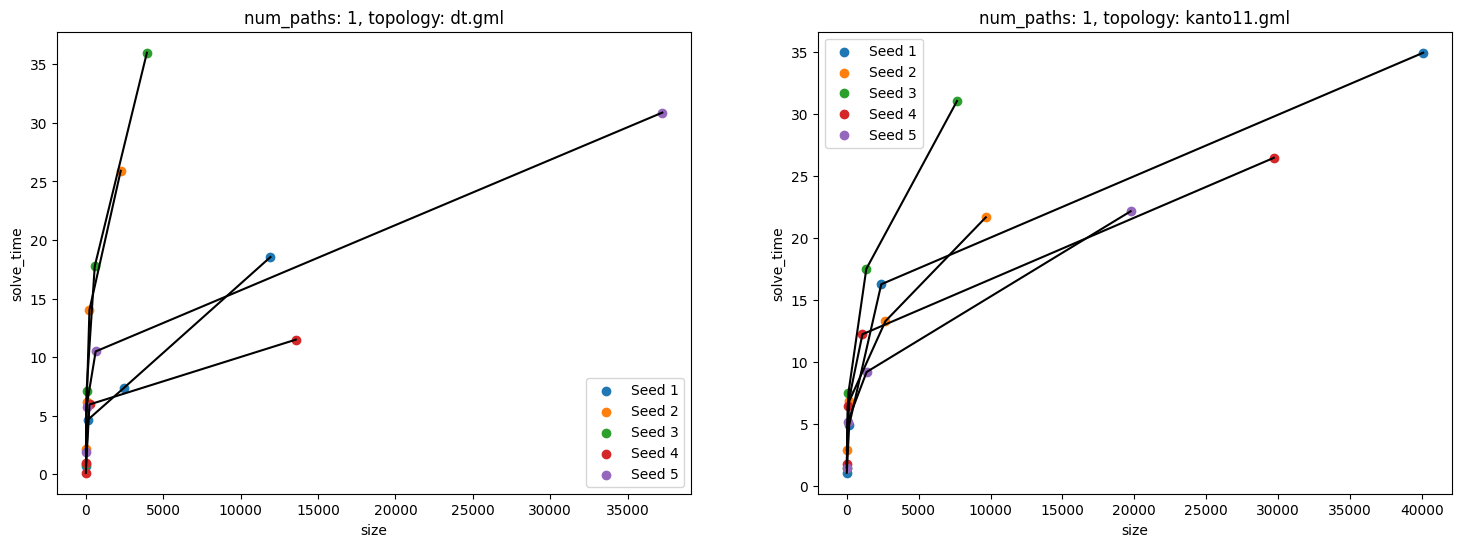 num_paths: 1, topology: dt.gml
solve_time
35
30
25
20
15
10
5
0
Seed 1
Seed 2
Seed 3
Seed 4
Seed 5
0 5000 10000 15000 20000 25000 30000 35000
size
num_paths: 1, topology: kanto11.gml
solve_time
35
30
25
20
15
10
5
0
Seed 1
Seed 2
Seed 3
Seed 4
Seed 5
0 5000 10000 15000 20000 25000 30000 35000 40000
size